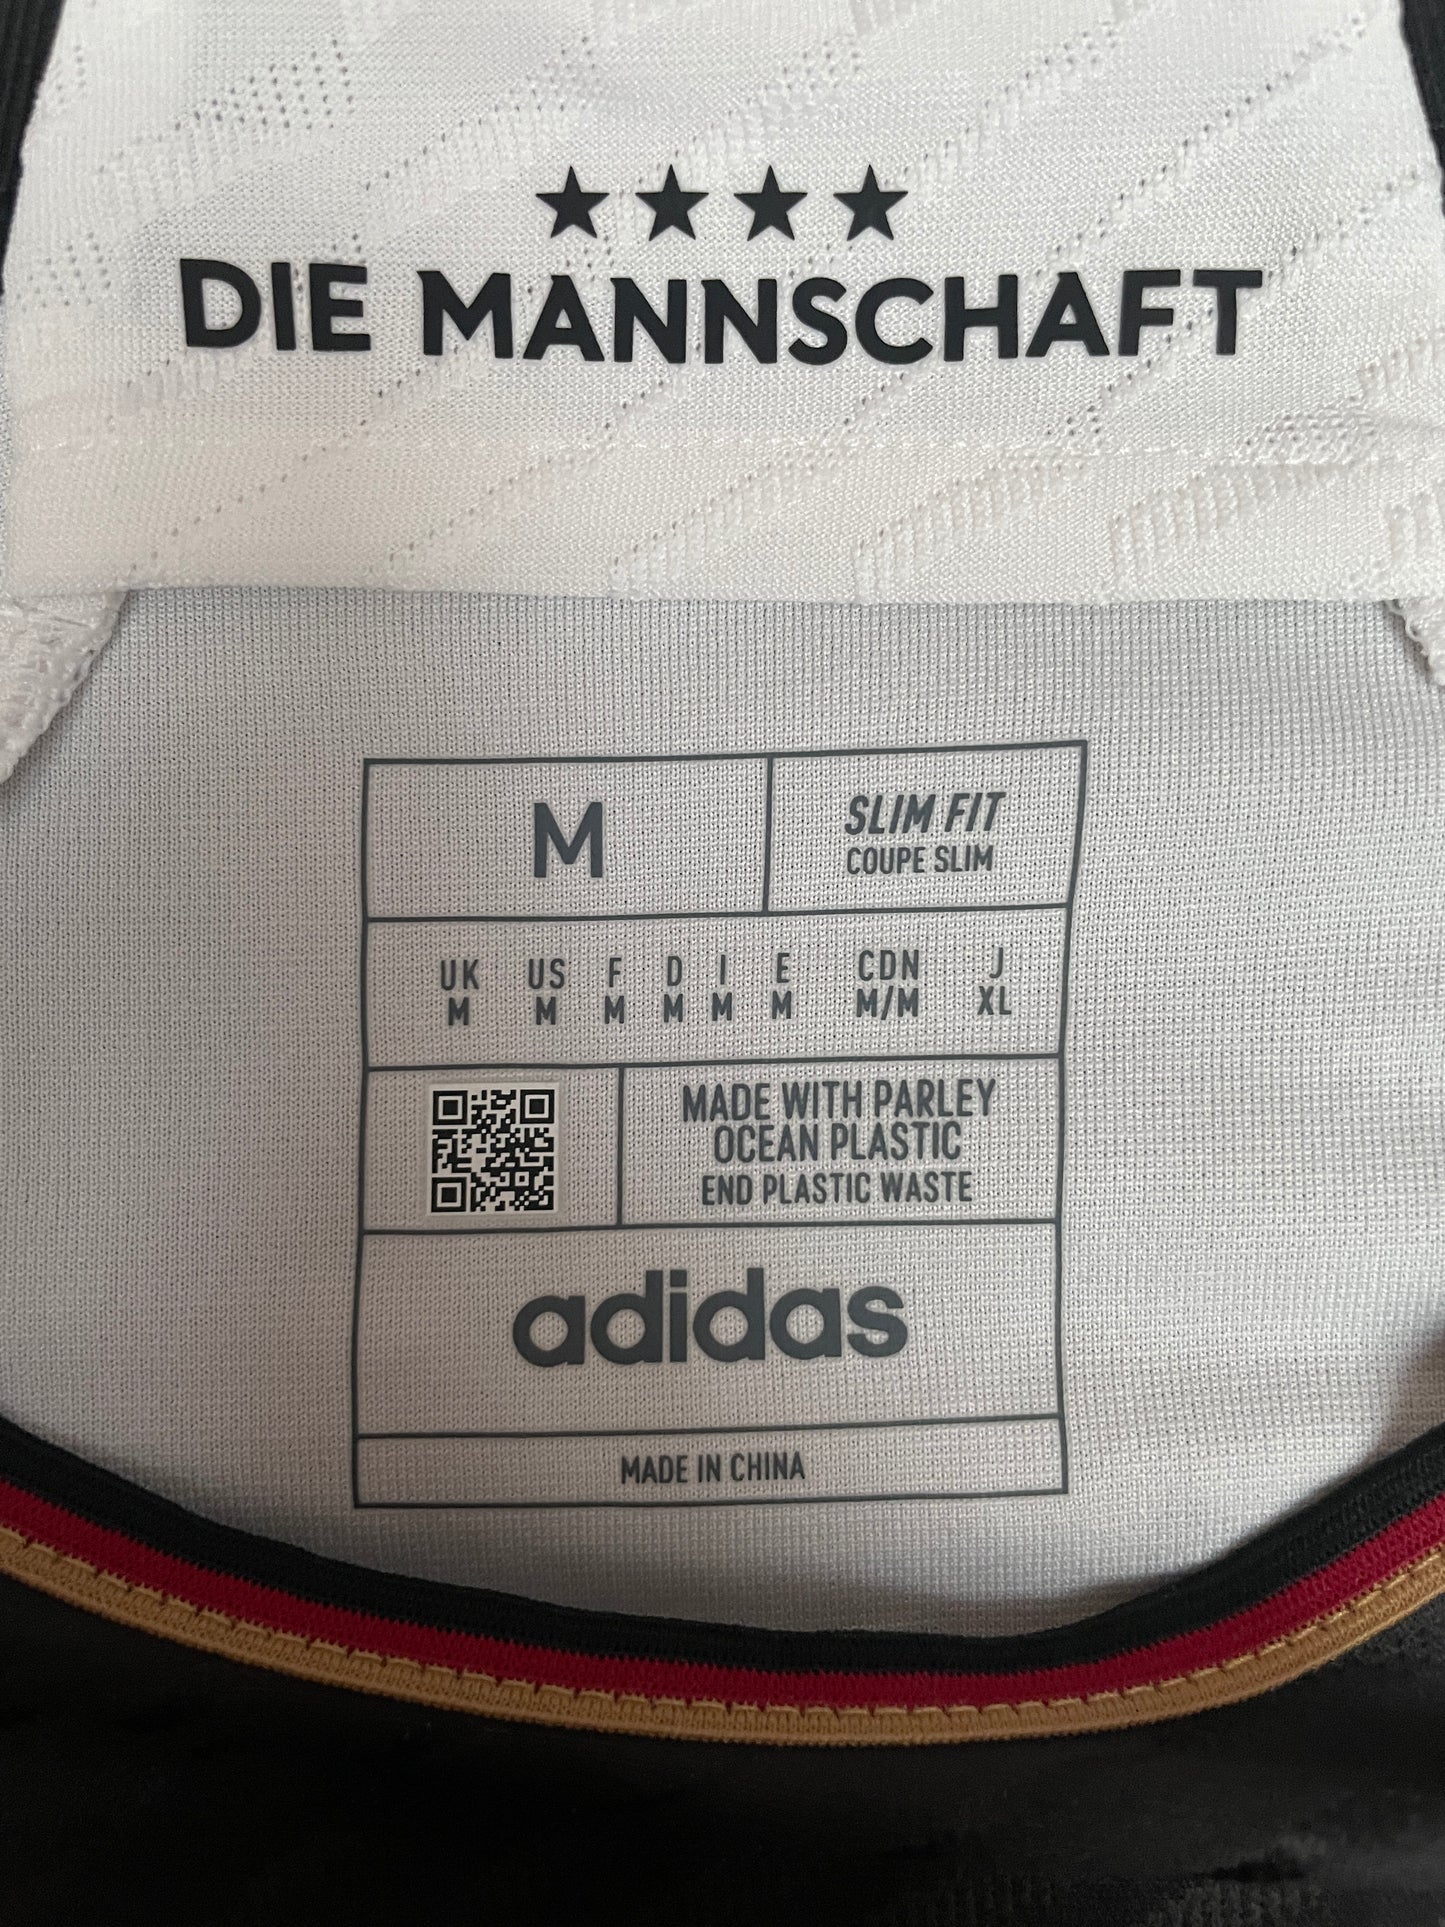 ★★★★
DIE MANNSCHAFT
M
SLIM FIT
COUPE SLIM
UK US F D I E CDN J
M M M M M M M/M XL
MADE WITH PARLEY
OCEAN PLASTIC
END PLASTIC WASTE
adidas
MADE IN CHINA